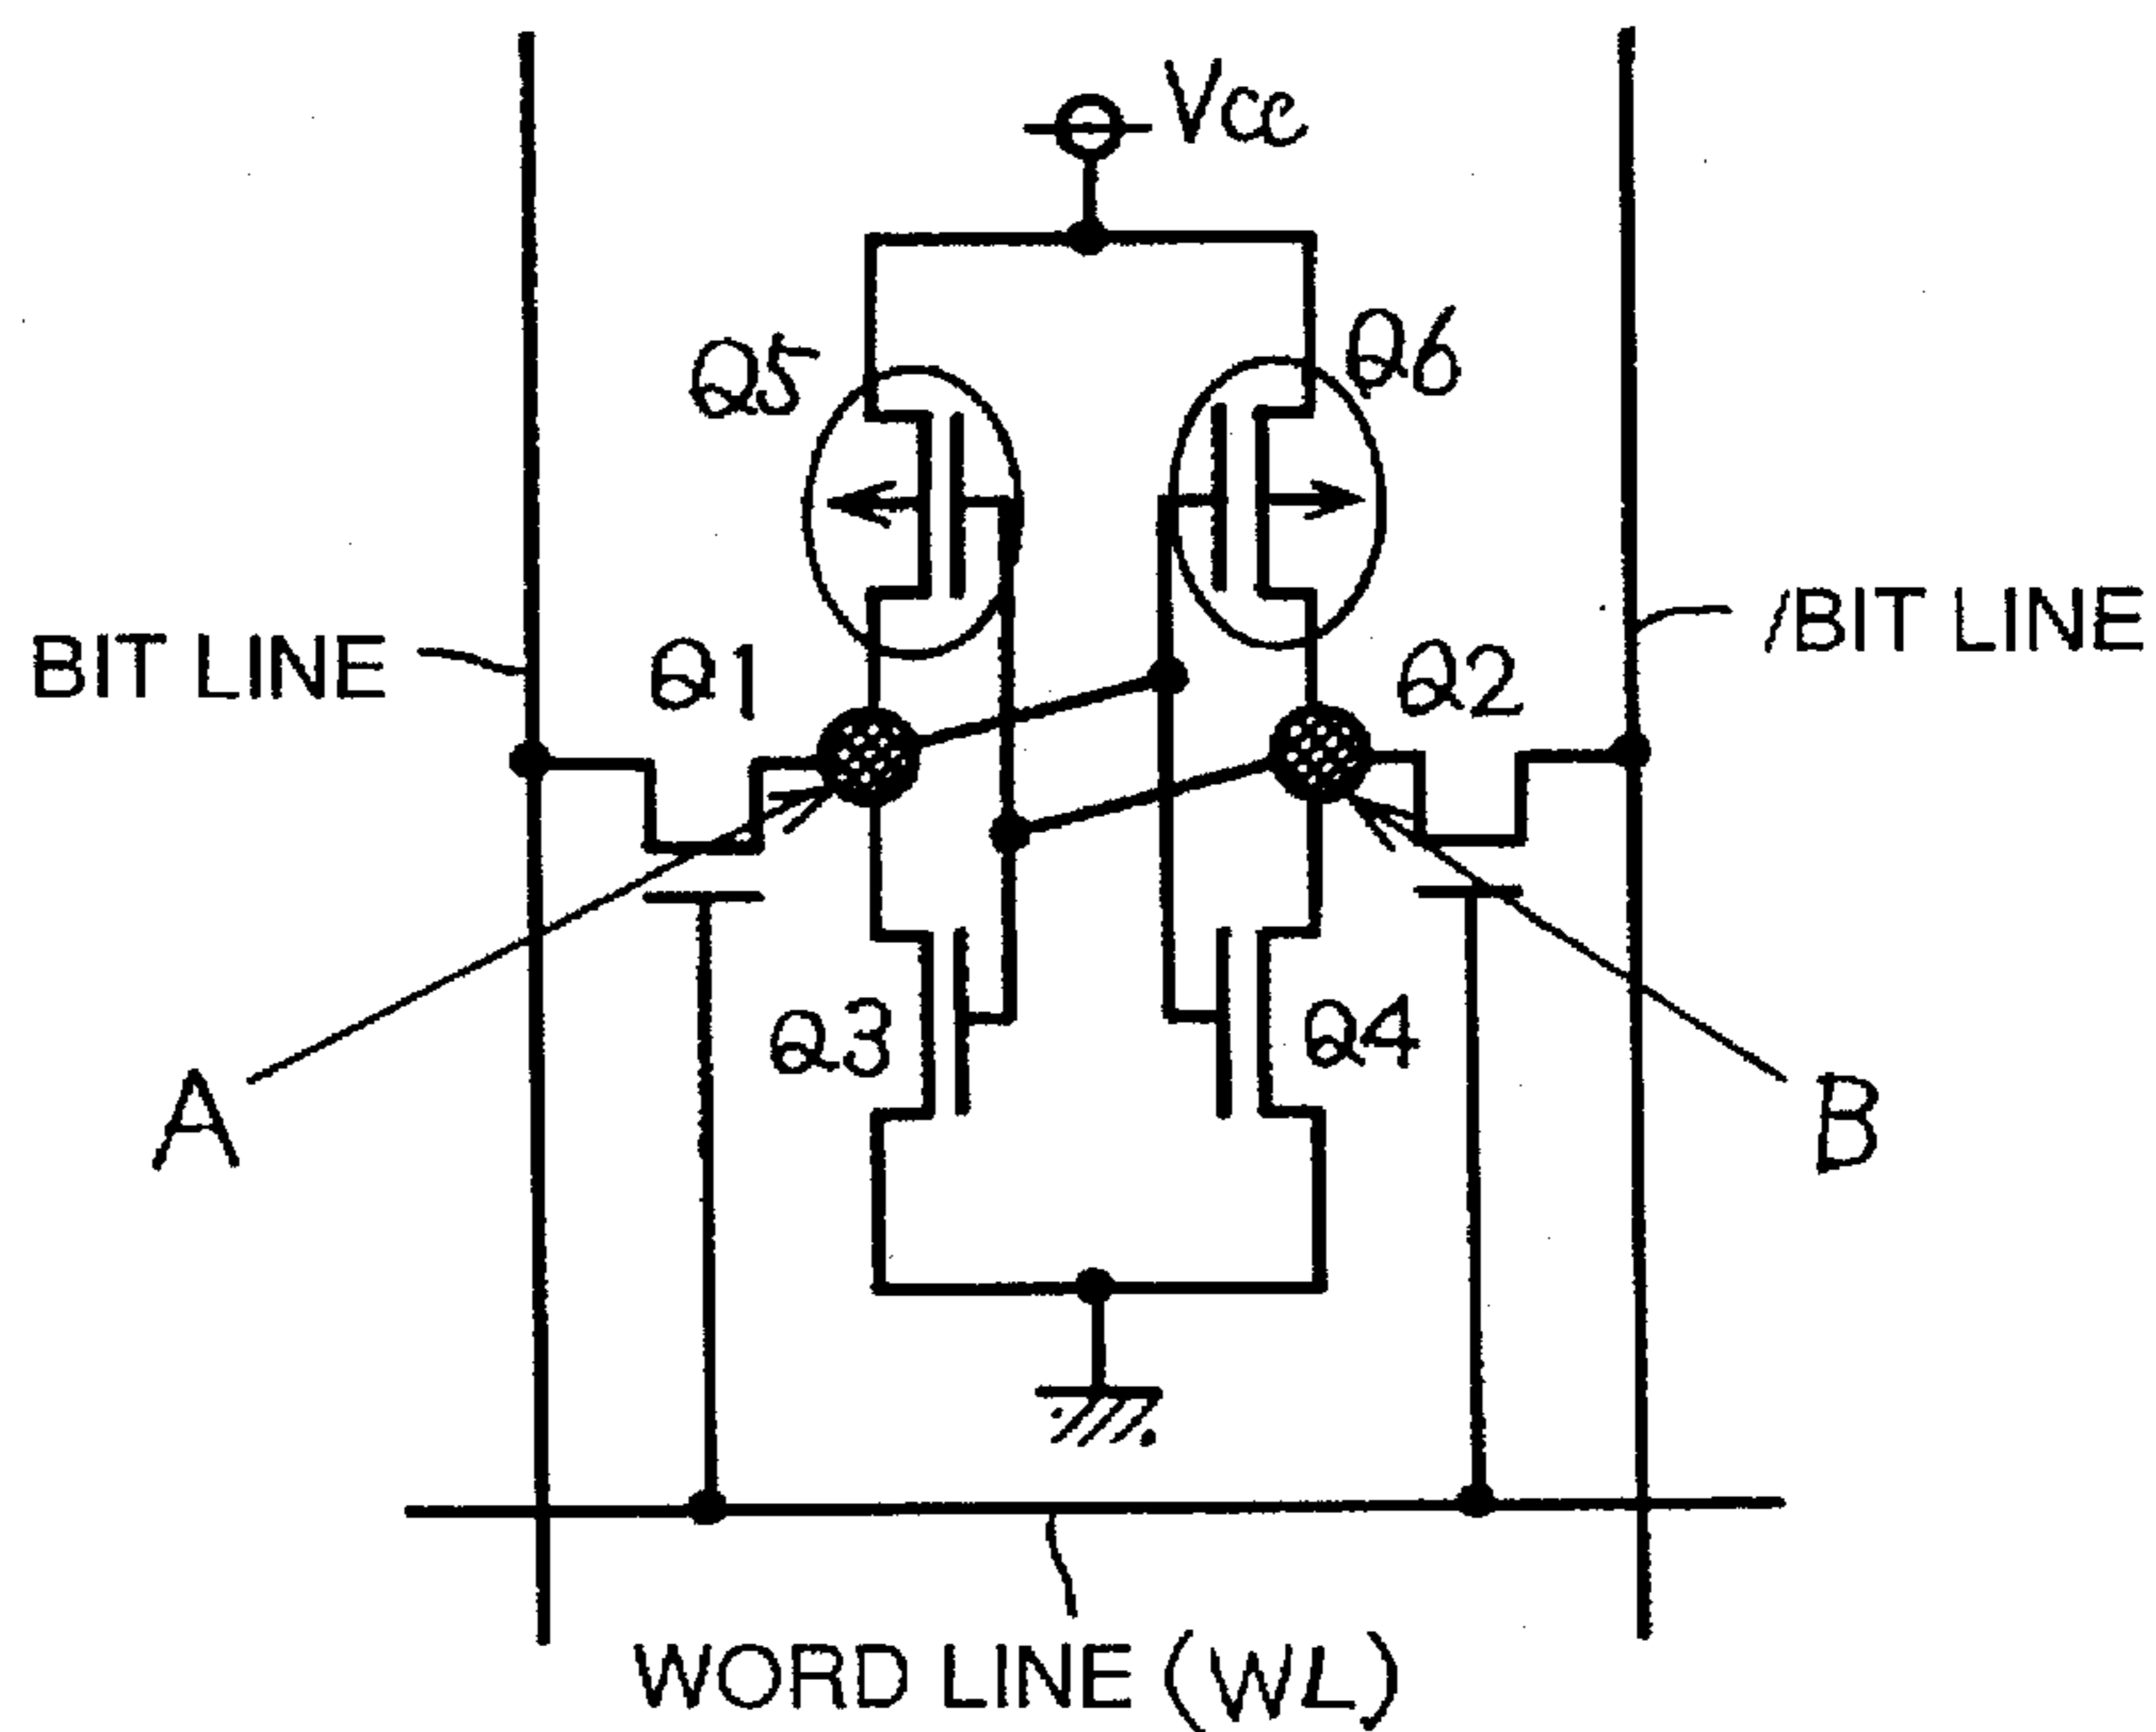 Vcc
Q5
Q6
BIT LINE
/BIT LINE
Q1
Q2
Q3
Q4
A
B
WORD LINE (WL)